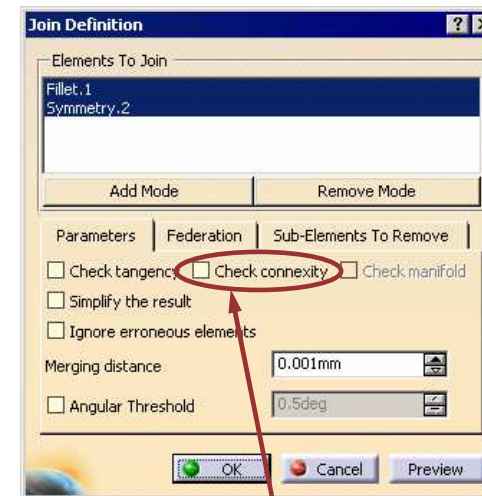 Join Definition
Elements To Join
Fillet.1
Symmetry.2
Add Mode Remove Mode
Parameters Federation Sub-Elements To Remove
Check tangency Check connexity Check manifold
Simplify the result
Ignore erroneous elements
Merging distance 0.001mm
Angular Threshold 0.5deg
OK Cancel Preview